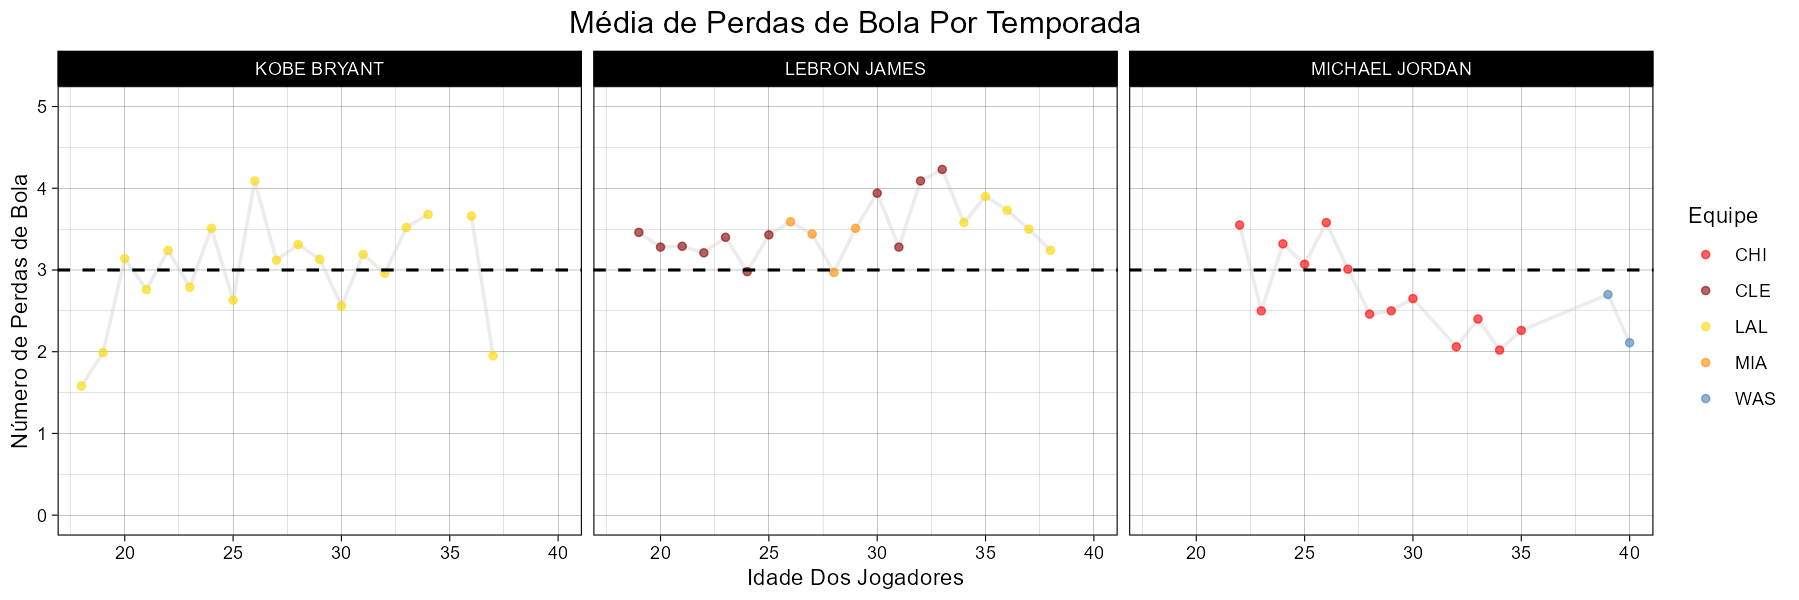 Média de Perdas de Bola Por Temporada
KOBE BRYANT
LEBRON JAMES
MICHAEL JORDAN
Número de Perdas de Bola
5
4
3
2
1
0
20 25 30 35 40
20 25 30 35 40
20 25 30 35 40
Idade Dos Jogadores
Equipe
CHI
CLE
LAL
MIA
WAS